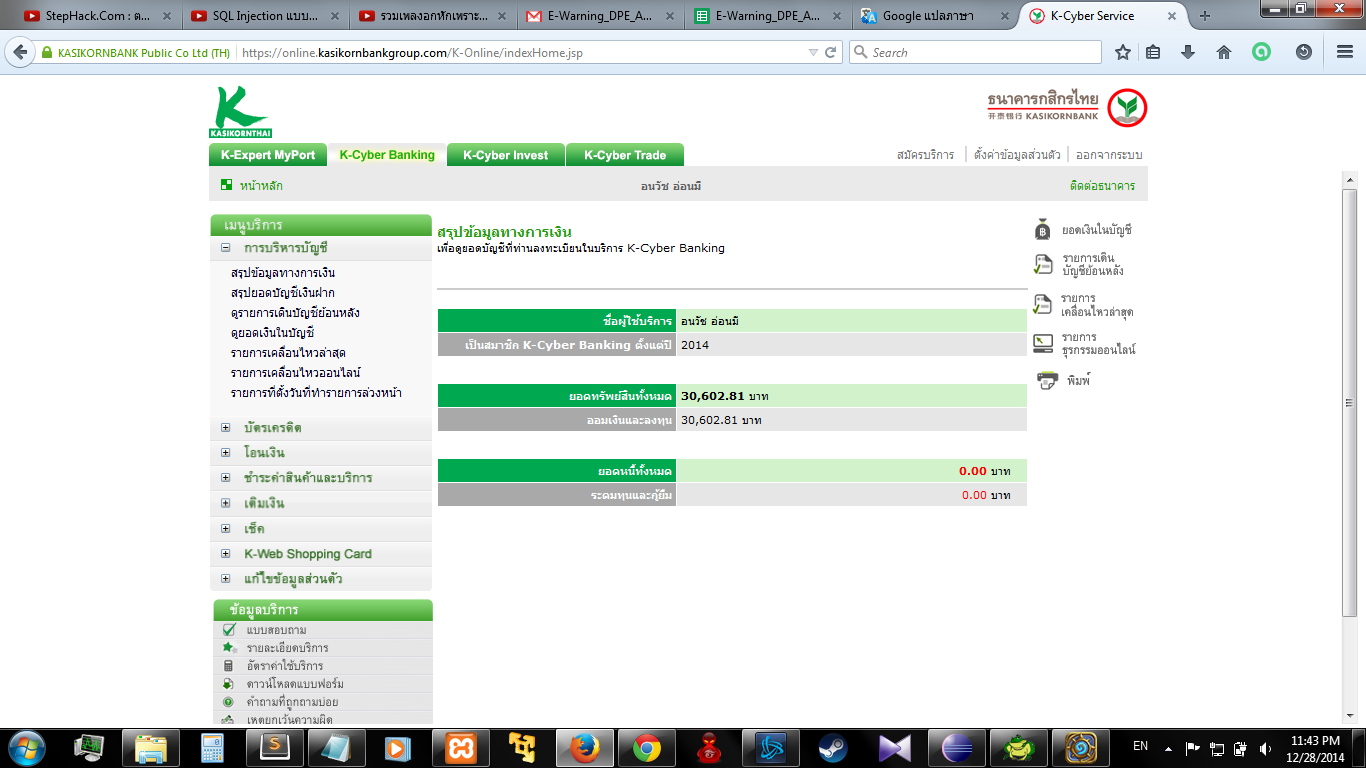 StepHack.Com : ต...
SQL Injection แบบ...
รวมเพลงอกหักเพราะ...
E-Warning_DPE_A...
E-Warning_DPE_A...
Google แปลภาษา
K-Cyber Service
KASIKORNBANK Public Co Ltd (TH)
https://online.kasikornbankgroup.com/K-Online/indexHome.jsp
Search
KASIKORNTHAI
ธนาคารกสิกรไทย
开泰银行 KASIKORNBANK
K-Expert MyPort
K-Cyber Banking
K-Cyber Invest
K-Cyber Trade
สมัครบริการ
ตั้งค่าข้อมูลส่วนตัว
ออกจากระบบ
หน้าหลัก
อนวัช อ่อนมี
ติดต่อธนาคาร
เมนูบริการ
การบริหารบัญชี
สรุปข้อมูลทางการเงิน
สรุปยอดบัญชีเงินฝาก
ดูรายการเดินบัญชีย้อนหลัง
ดูยอดเงินในบัญชี
รายการเคลื่อนไหวล่าสุด
รายการเคลื่อนไหวออนไลน์
รายการที่ตั้งวันที่ทำรายการล่วงหน้า
บัตรเครดิต
โอนเงิน
ชำระค่าสินค้าและบริการ
เติมเงิน
เช็ค
K-Web Shopping Card
แก้ไขข้อมูลส่วนตัว
ข้อมูลบริการ
แบบสอบถาม
รายละเอียดบริการ
อัตราค่าใช้บริการ
ดาวน์โหลดแบบฟอร์ม
คำถามที่ถูกถามบ่อย
เหตุยกเว้นความผิด
สรุปข้อมูลทางการเงิน
เพื่อดูยอดบัญชีที่ท่านลงทะเบียนในบริการ K-Cyber Banking
ชื่อผู้ใช้บริการ อนวัช อ่อนมี
เป็นสมาชิก K-Cyber Banking ตั้งแต่ปี 2014
ยอดทรัพย์สินทั้งหมด 30,602.81 บาท
ออมเงินและลงทุน 30,602.81 บาท
ยอดหนี้ทั้งหมด 0.00 บาท
ระดมทุนและกู้ยืม 0.00 บาท
ยอดเงินในบัญชี
รายการเดิน
บัญชีย้อนหลัง
รายการ
เคลื่อนไหวล่าสุด
รายการ
ธุรกรรมออนไลน์
พิมพ์
EN
11:43 PM
12/28/2014